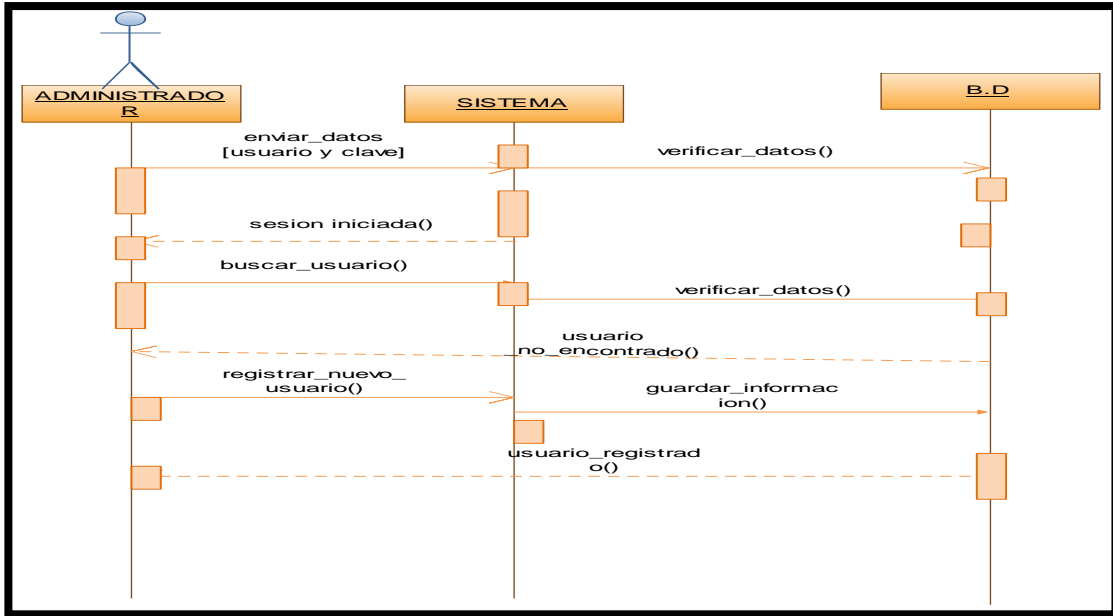 ADMINISTRADO
R
SISTEMA
B.D
enviar_datos
[usuario y clave]
verificar_datos()
sesion iniciada()
buscar_usuario()
verificar_datos()
usuario
_no_encontrado()
registrar_nuevo_
usuario()
guardar_informac
ion()
usuario_registrad
o()